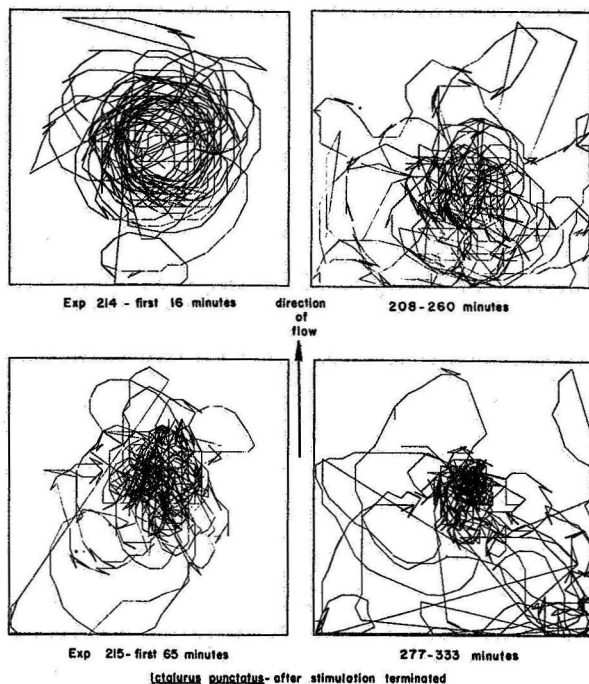 Exp 214 - first 16 minutes
direction
of
flow
208-260 minutes
Exp 215- first 65 minutes
277-333 minutes
Ictalurus punctatus- after stimulation terminated